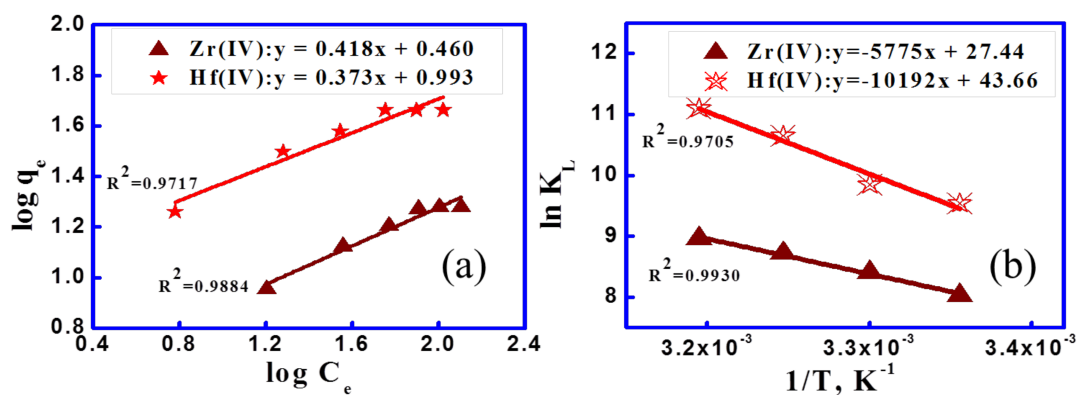 Zr(IV):y = 0.418x + 0.460
Hf(IV):y = 0.373x + 0.993
R²=0.9717
R²=0.9884
(a)
log qₑ
2.0
1.8
1.6
1.4
1.2
1.0
0.8
0.4 0.8 1.2 1.6 2.0 2.4
log Cₑ
Zr(IV):y=-5775x + 27.44
Hf(IV):y=-10192x + 43.66
R²=0.9705
R²=0.9930
(b)
ln K_L
12
11
10
9
8
3.2x10⁻³ 3.3x10⁻³ 3.4x10⁻³
1/T, K⁻¹